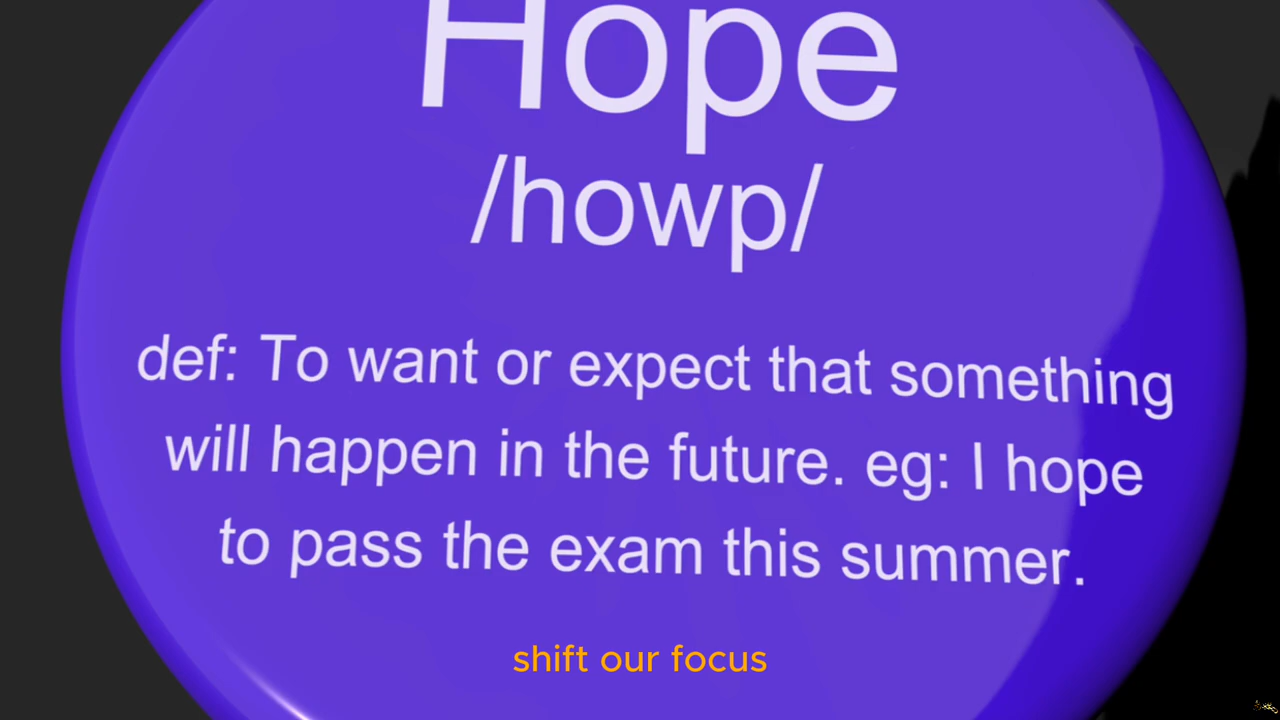 Hope
/howp/
def: To want or expect that something
will happen in the future. eg: I hope
to pass the exam this summer.
shift our focus